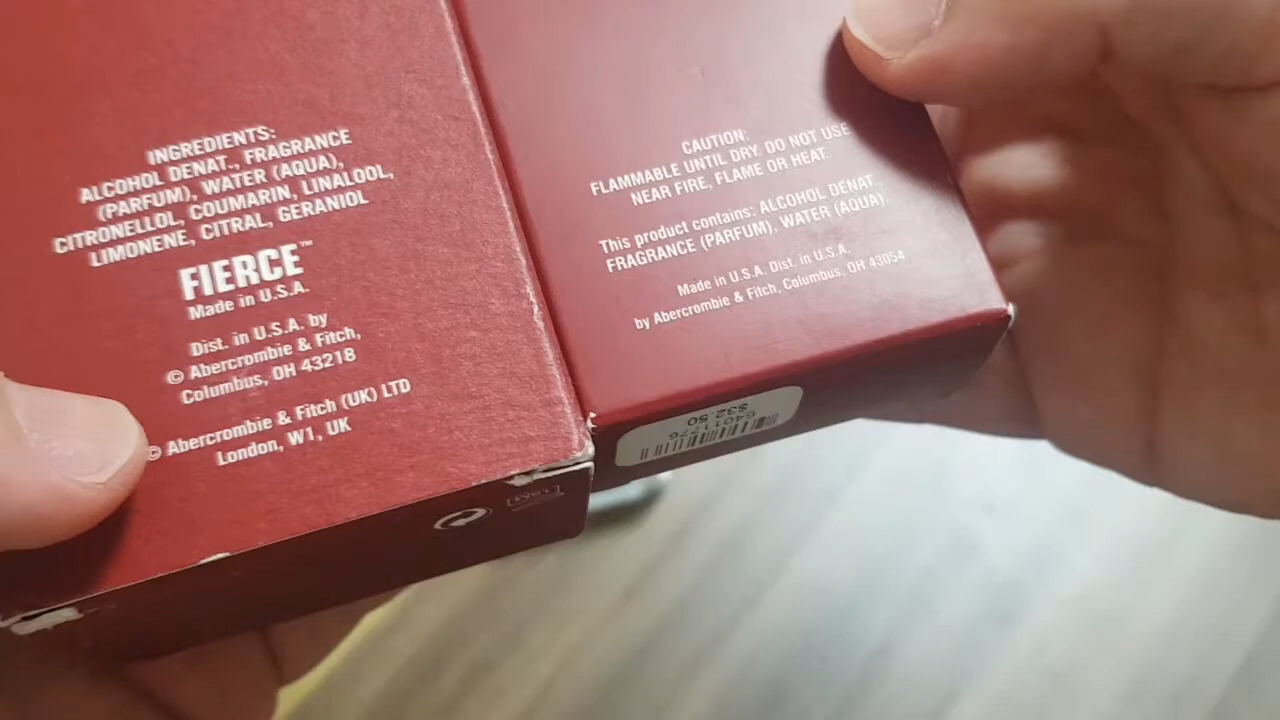 INGREDIENTS:
ALCOHOL DENAT., FRAGRANCE
(PARFUM), WATER (AQUA),
CITRONELLOL, COUMARIN, LINALOOL,
LIMONENE, CITRAL, GERANIOL
FIERCE™
Made in U.S.A.
Dist. in U.S.A. by
© Abercrombie & Fitch,
Columbus, OH 43218
© Abercrombie & Fitch (UK) LTD
London, W1, UK
CAUTION:
FLAMMABLE UNTIL DRY. DO NOT USE
NEAR FIRE, FLAME OR HEAT.
This product contains: ALCOHOL DENAT.,
FRAGRANCE (PARFUM), WATER (AQUA).
Made in U.S.A. Dist. in U.S.A.
by Abercrombie & Fitch, Columbus, OH 43054
64011776
$32.50